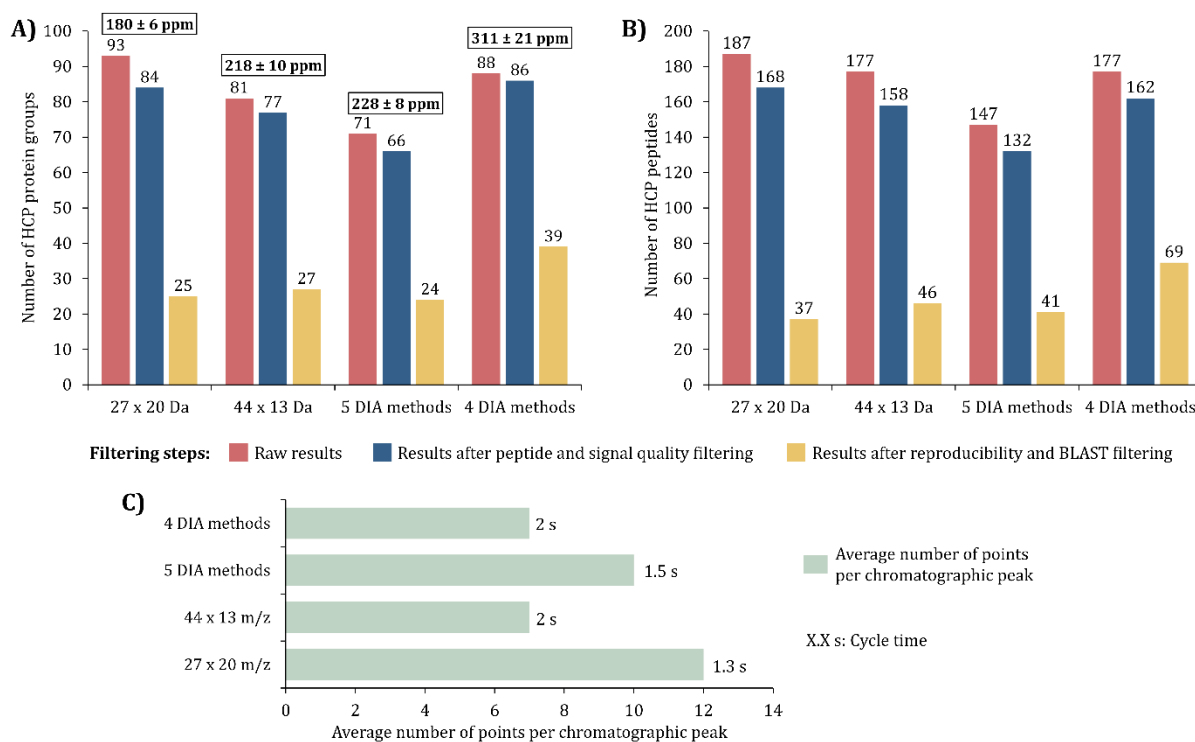 A)
Number of HCP protein groups
100
90
80
70
60
50
40
30
20
10
0
180 ± 6 ppm
93
84
25
218 ± 10 ppm
81
77
27
228 ± 8 ppm
71
66
24
311 ± 21 ppm
88
86
39
27 x 20 Da
44 x 13 Da
5 DIA methods
4 DIA methods
B)
Number of HCP peptides
200
180
160
140
120
100
80
60
40
20
0
187
168
37
177
158
46
147
132
41
177
162
69
27 x 20 Da
44 x 13 Da
5 DIA methods
4 DIA methods
Filtering steps: Raw results Results after peptide and signal quality filtering Results after reproducibility and BLAST filtering
C)
4 DIA methods
2 s
5 DIA methods
1.5 s
44 x 13 m/z
2 s
27 x 20 m/z
1.3 s
0 2 4 6 8 10 12 14
Average number of points per chromatographic peak
Average number of points
per chromatographic peak
X.X s: Cycle time